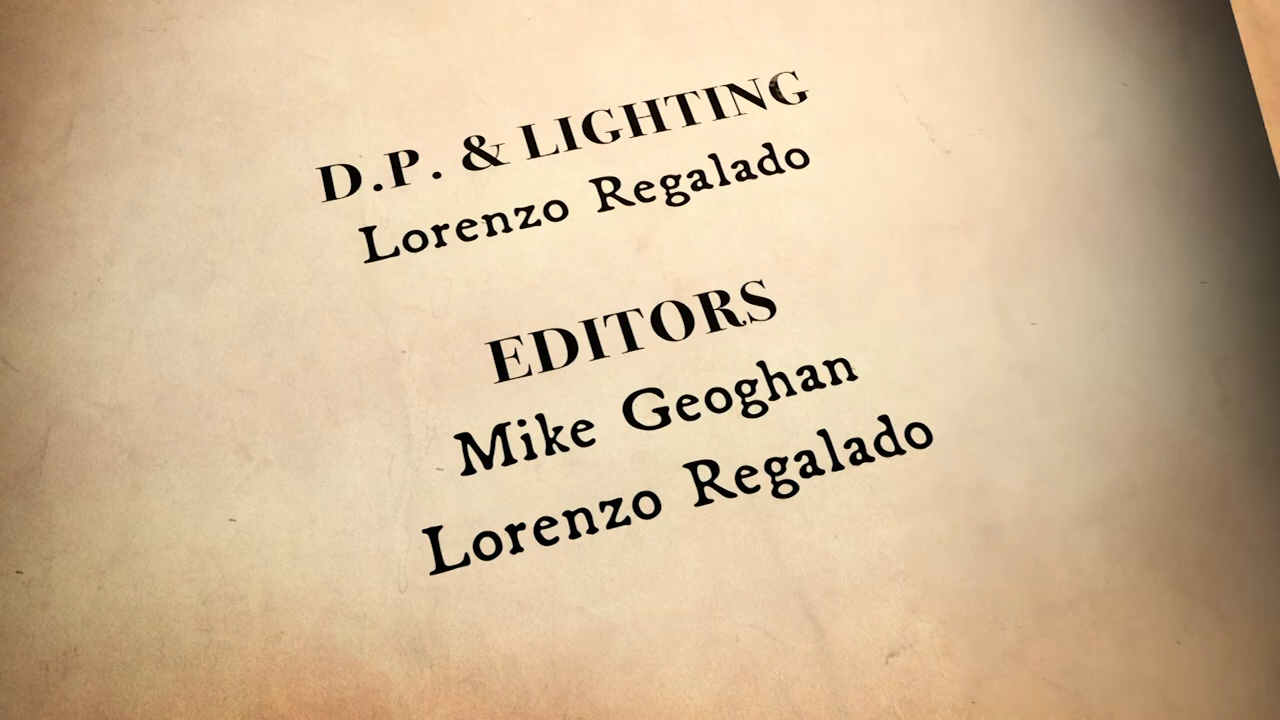 D.P. & LIGHTING
Lorenzo Regalado
EDITORS
Mike Geoghan
Lorenzo Regalado